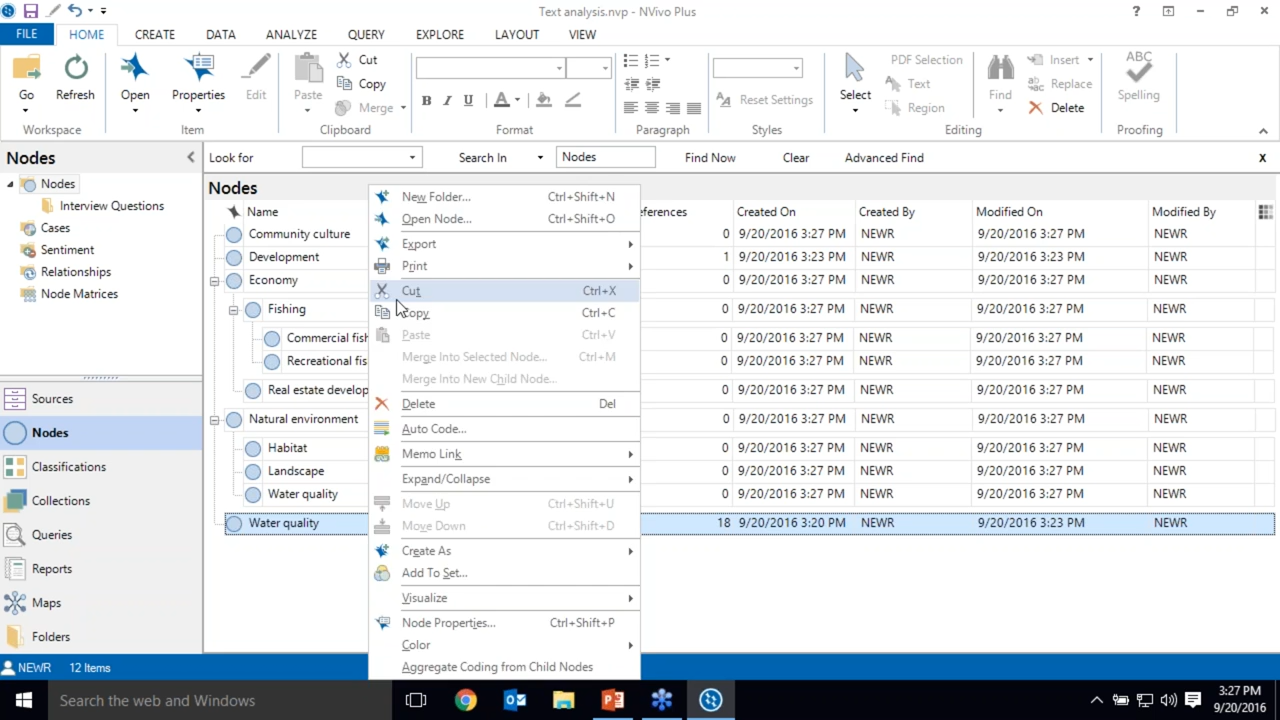 Text analysis.nvp - NVivo Plus
?
FILE HOME CREATE DATA ANALYZE QUERY EXPLORE LAYOUT VIEW
Go Refresh Open Properties Edit Paste Cut Copy Merge
B I U A
PDF Selection Text Region Select
Find Insert Replace Delete
ABC Spelling
Reset Settings
Workspace Item Clipboard Format Paragraph Styles Editing Proofing
Nodes
Look for Search In Nodes Find Now Clear Advanced Find X
Nodes
Interview Questions
Cases
Sentiment
Relationships
Node Matrices
Sources
Nodes
Classifications
Collections
Queries
Reports
Maps
Folders
Nodes
Name eferences Created On Created By Modified On Modified By
Community culture 0 9/20/2016 3:27 PM NEWR 9/20/2016 3:27 PM NEWR
Development 1 9/20/2016 3:23 PM NEWR 9/20/2016 3:23 PM NEWR
Economy 0 9/20/2016 3:27 PM NEWR 9/20/2016 3:27 PM NEWR
Fishing 0 9/20/2016 3:27 PM NEWR 9/20/2016 3:27 PM NEWR
Commercial fish 0 9/20/2016 3:27 PM NEWR 9/20/2016 3:27 PM NEWR
Recreational fis 0 9/20/2016 3:27 PM NEWR 9/20/2016 3:27 PM NEWR
Real estate develop 0 9/20/2016 3:27 PM NEWR 9/20/2016 3:27 PM NEWR
Natural environment 0 9/20/2016 3:27 PM NEWR 9/20/2016 3:27 PM NEWR
Habitat 0 9/20/2016 3:27 PM NEWR 9/20/2016 3:27 PM NEWR
Landscape 0 9/20/2016 3:27 PM NEWR 9/20/2016 3:27 PM NEWR
Water quality 0 9/20/2016 3:27 PM NEWR 9/20/2016 3:27 PM NEWR
Water quality 18 9/20/2016 3:20 PM NEWR 9/20/2016 3:23 PM NEWR
New Folder... Ctrl+Shift+N
Open Node... Ctrl+Shift+O
Export
Print
Cut Ctrl+X
Copy Ctrl+C
Paste Ctrl+V
Merge Into Selected Node... Ctrl+M
Merge Into New Child Node...
Delete Del
Auto Code...
Memo Link
Expand/Collapse
Move Up Ctrl+Shift+U
Move Down Ctrl+Shift+D
Create As
Add To Set...
Visualize
Node Properties... Ctrl+Shift+P
Color
Aggregate Coding from Child Nodes
NEWR 12 Items
Search the web and Windows
3:27 PM
9/20/2016